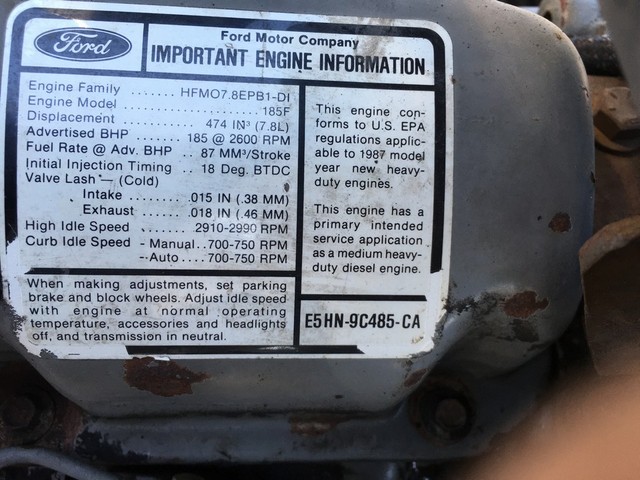 Ford
Ford Motor Company
IMPORTANT ENGINE INFORMATION
Engine Family ........ HFMO7.8EPB1-DI
Engine Model ........................ 185F
Displacement ........... 474 IN³ (7.8L)
Advertised BHP ..... 185 @ 2600 RPM
Fuel Rate @ Adv. BHP .. 87 MM³/Stroke
Initial Injection Timing .. 18 Deg. BTDC
Valve Lash — (Cold)
Intake ........ .015 IN (.38 MM)
Exhaust ...... .018 IN (.46 MM)
High Idle Speed ....... 2910-2990 RPM
Curb Idle Speed - Manual..700-750 RPM
- Auto ....700-750 RPM
This engine con-
forms to U.S. EPA
regulations applic-
able to 1987 model
year new heavy-
duty engines.
This engine has a
primary intended
service application
as a medium heavy-
duty diesel engine.
When making adjustments, set parking
brake and block wheels. Adjust idle speed
with engine at normal operating
temperature, accessories and headlights
off, and transmission in neutral.
E5HN-9C485-CA